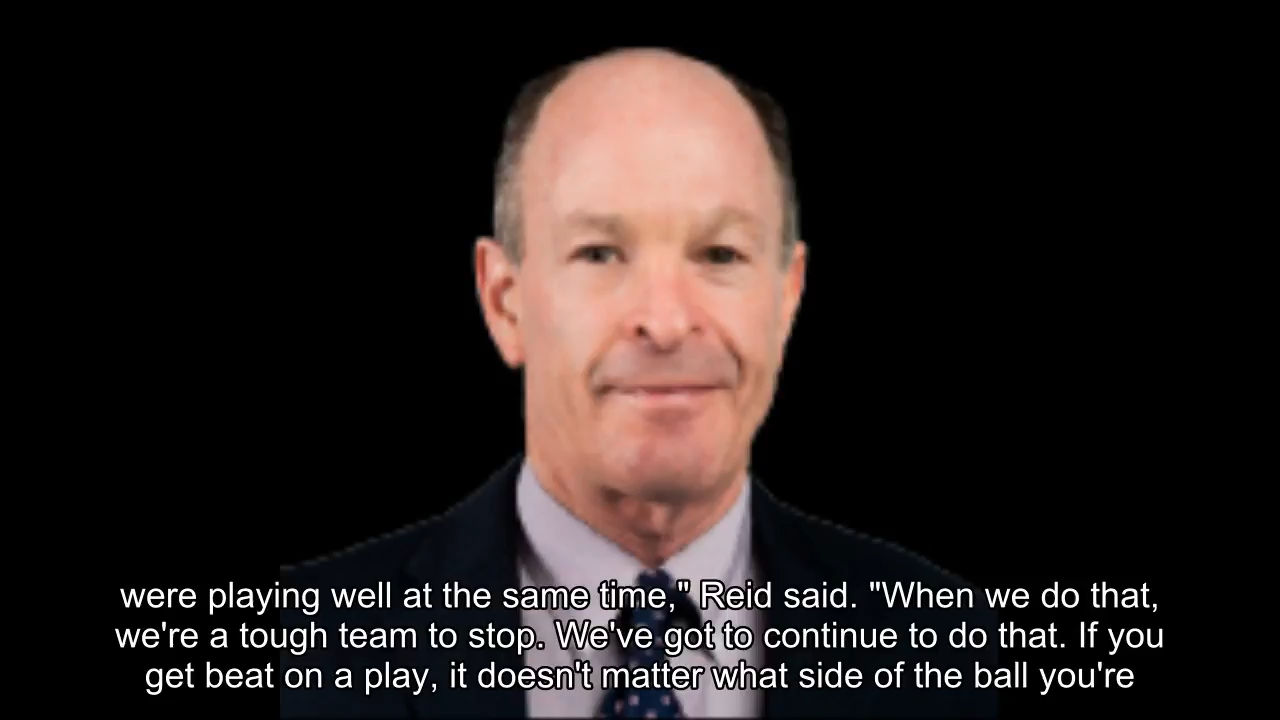 were playing well at the same time," Reid said. "When we do that,
we're a tough team to stop. We've got to continue to do that. If you
get beat on a play, it doesn't matter what side of the ball you're